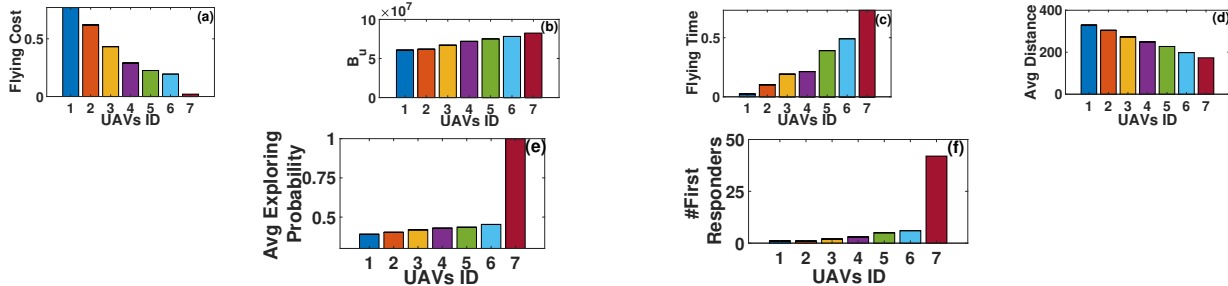 (a)
Flying Cost
0.5
0
1 2 3 4 5 6 7
UAVs ID
×10⁷
(b)
B_u
10
5
0
1 2 3 4 5 6 7
UAVs ID
(c)
Flying Time
0.5
0
1 2 3 4 5 6 7
UAVs ID
(d)
Avg Distance
400
200
0
1 2 3 4 5 6 7
UAVs ID
(e)
Avg Exploring
Probability
1
0.75
0.5
1 2 3 4 5 6 7
UAVs ID
(f)
#First
Responders
50
25
0
1 2 3 4 5 6 7
UAVs ID